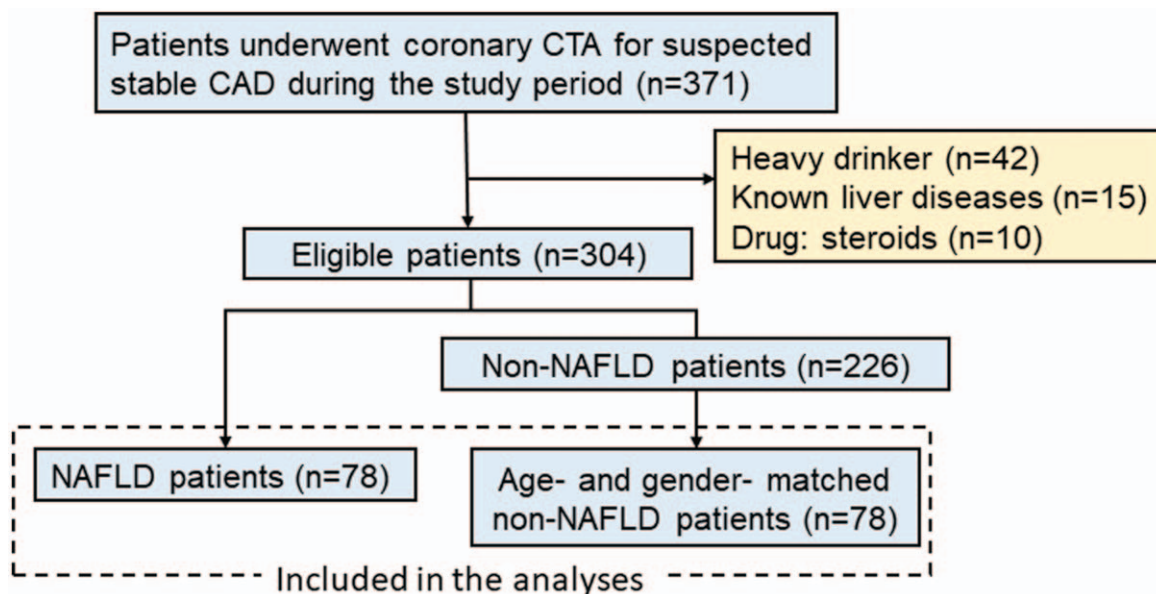 Patients underwent coronary CTA for suspected
stable CAD during the study period (n=371)
Heavy drinker (n=42)
Known liver diseases (n=15)
Drug: steroids (n=10)
Eligible patients (n=304)
Non-NAFLD patients (n=226)
NAFLD patients (n=78)
Age- and gender- matched
non-NAFLD patients (n=78)
Included in the analyses